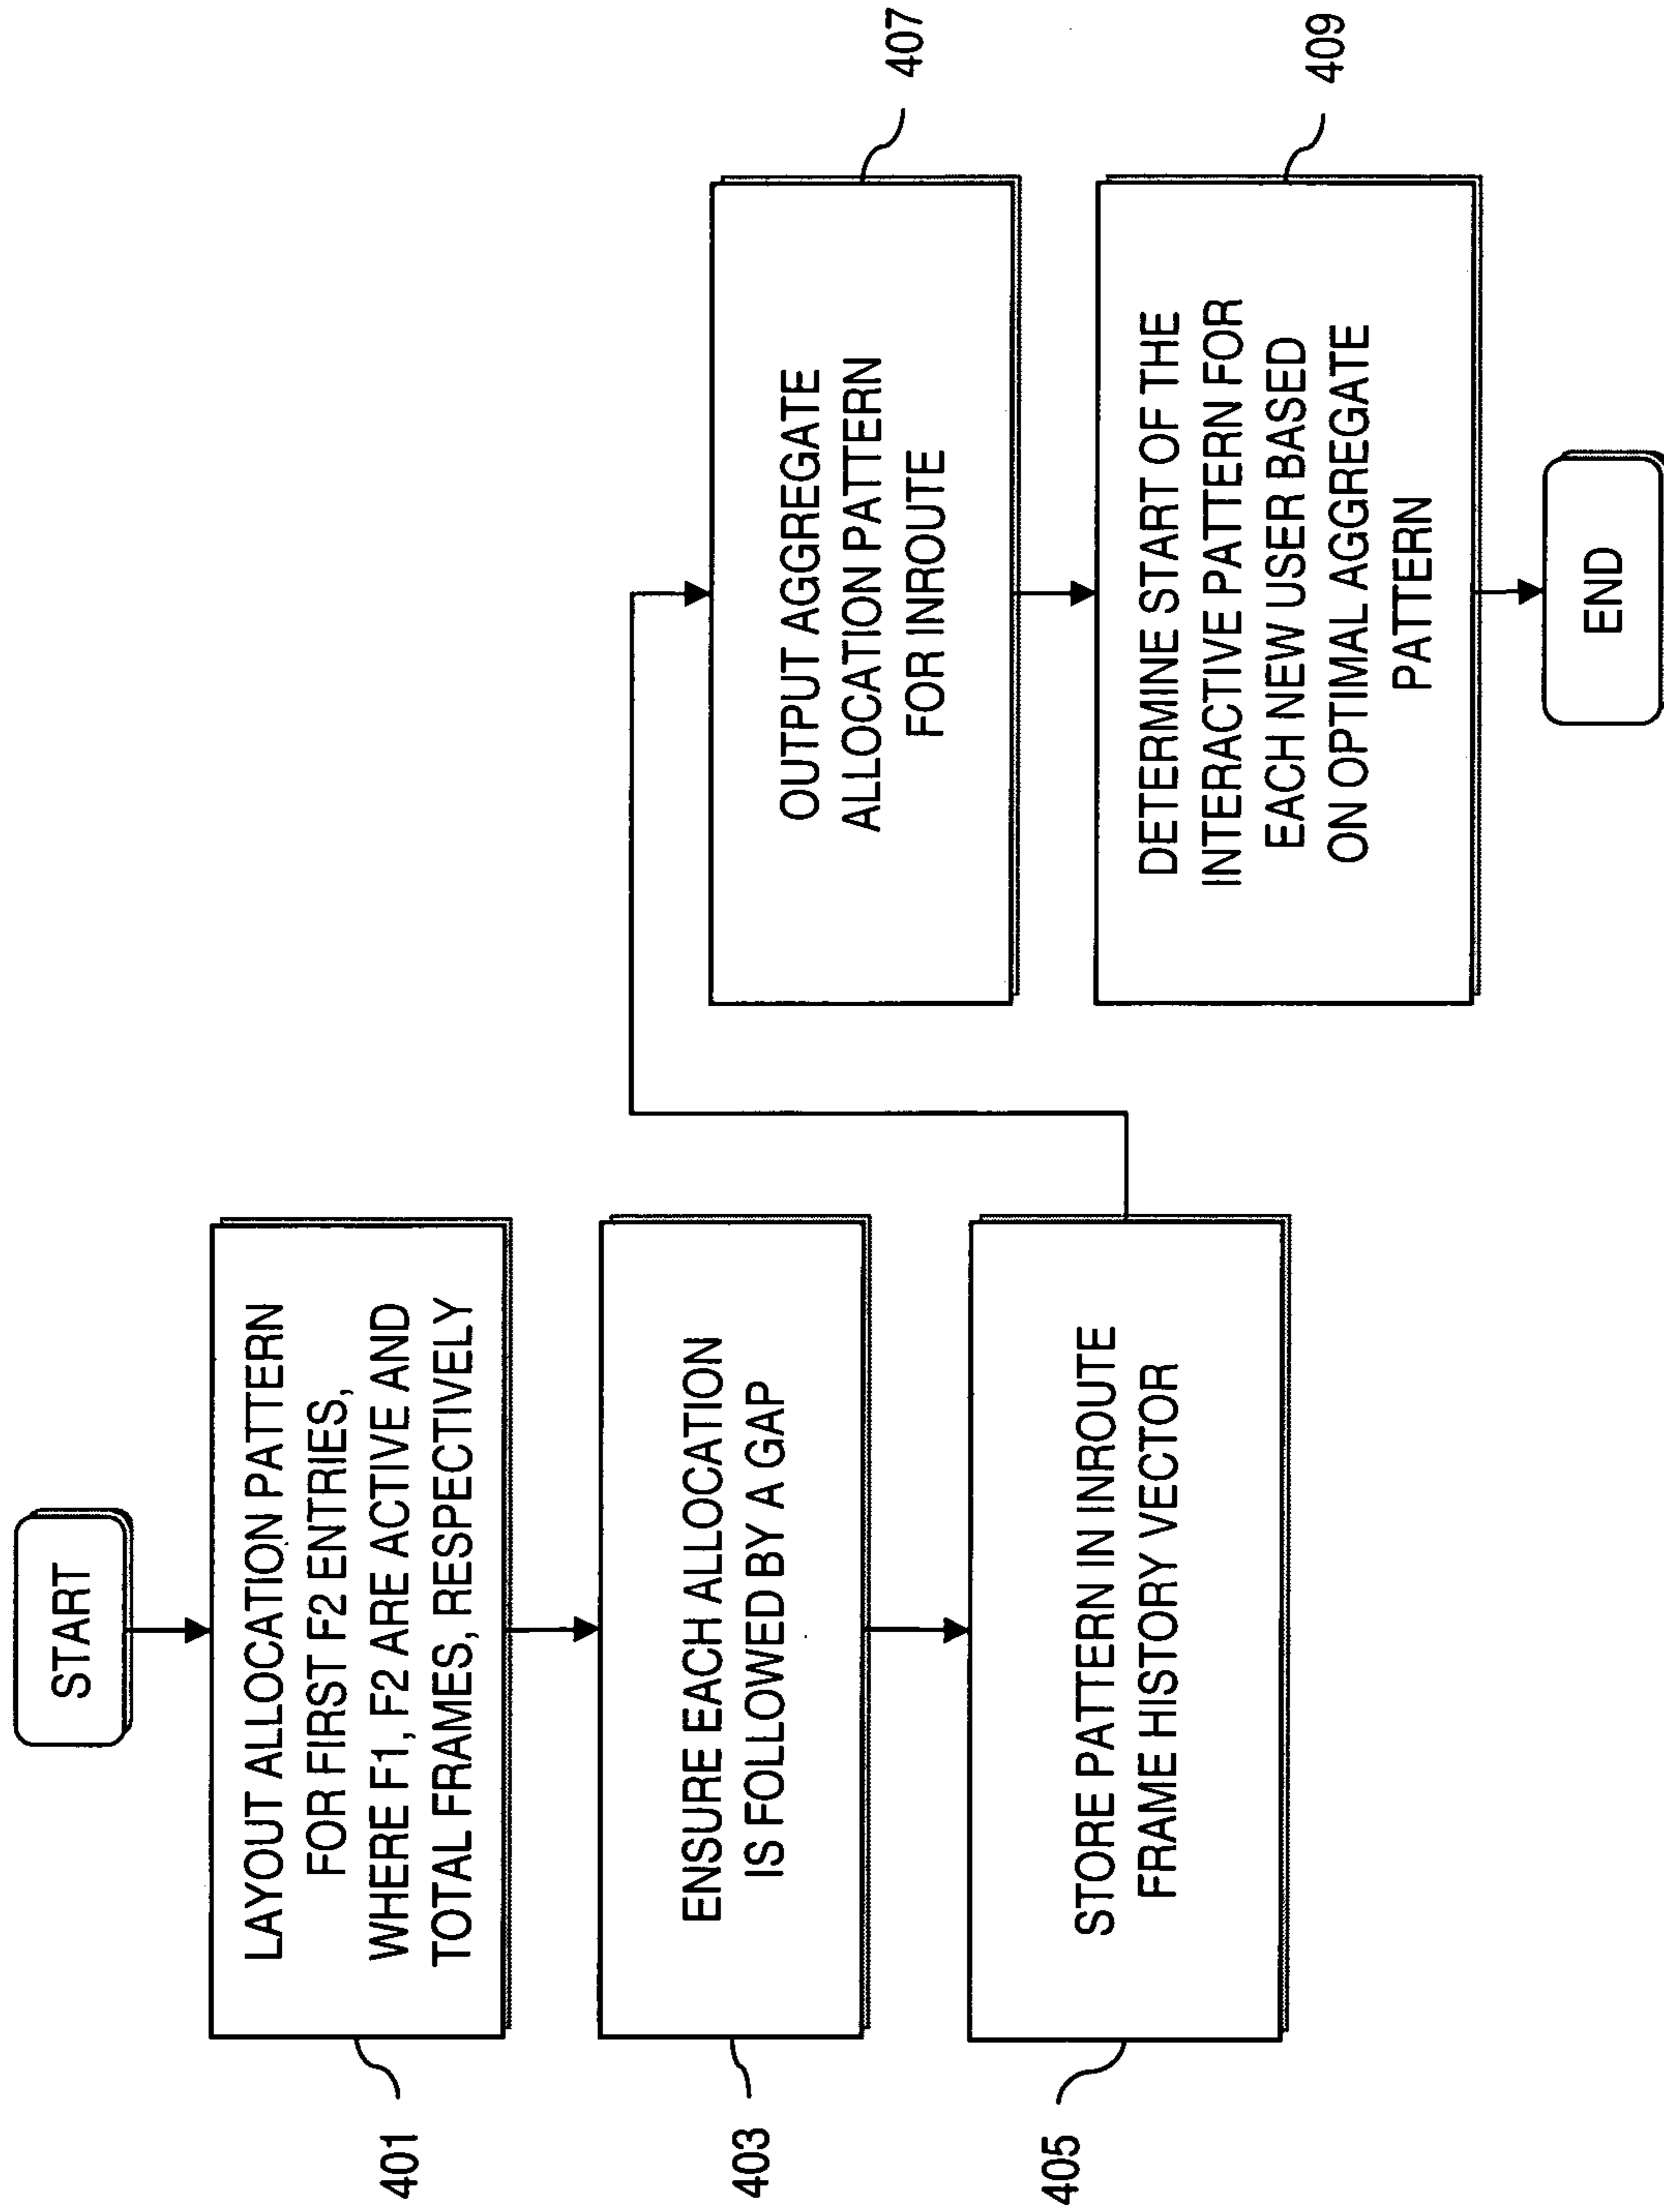 START
LAYOUT ALLOCATION PATTERN
FOR FIRST F2 ENTRIES,
WHERE F1, F2 ARE ACTIVE AND
TOTAL FRAMES, RESPECTIVELY
401
ENSURE EACH ALLOCATION
IS FOLLOWED BY A GAP
403
STORE PATTERN IN INROUTE
FRAME HISTORY VECTOR
405
OUTPUT AGGREGATE
ALLOCATION PATTERN
FOR INROUTE
407
DETERMINE START OF THE
INTERACTIVE PATTERN FOR
EACH NEW USER BASED
ON OPTIMAL AGGREGATE
PATTERN
409
END